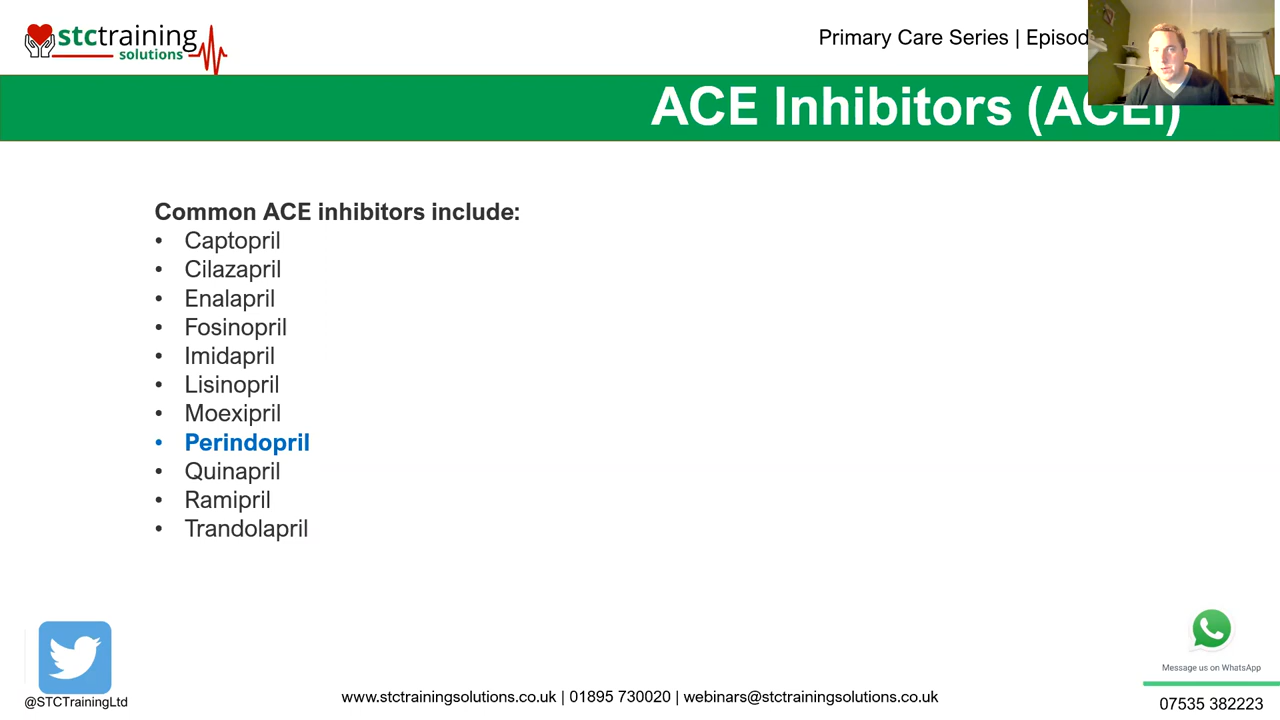 stctraining
solutions
Primary Care Series | Episod
ACE Inhibitors (ACEI)
Common ACE inhibitors include:
• Captopril
• Cilazapril
• Enalapril
• Fosinopril
• Imidapril
• Lisinopril
• Moexipril
• Perindopril
• Quinapril
• Ramipril
• Trandolapril
@STCTrainingLtd
www.stctrainingsolutions.co.uk | 01895 730020 | webinars@stctrainingsolutions.co.uk
Message us on WhatsApp
07535 382223